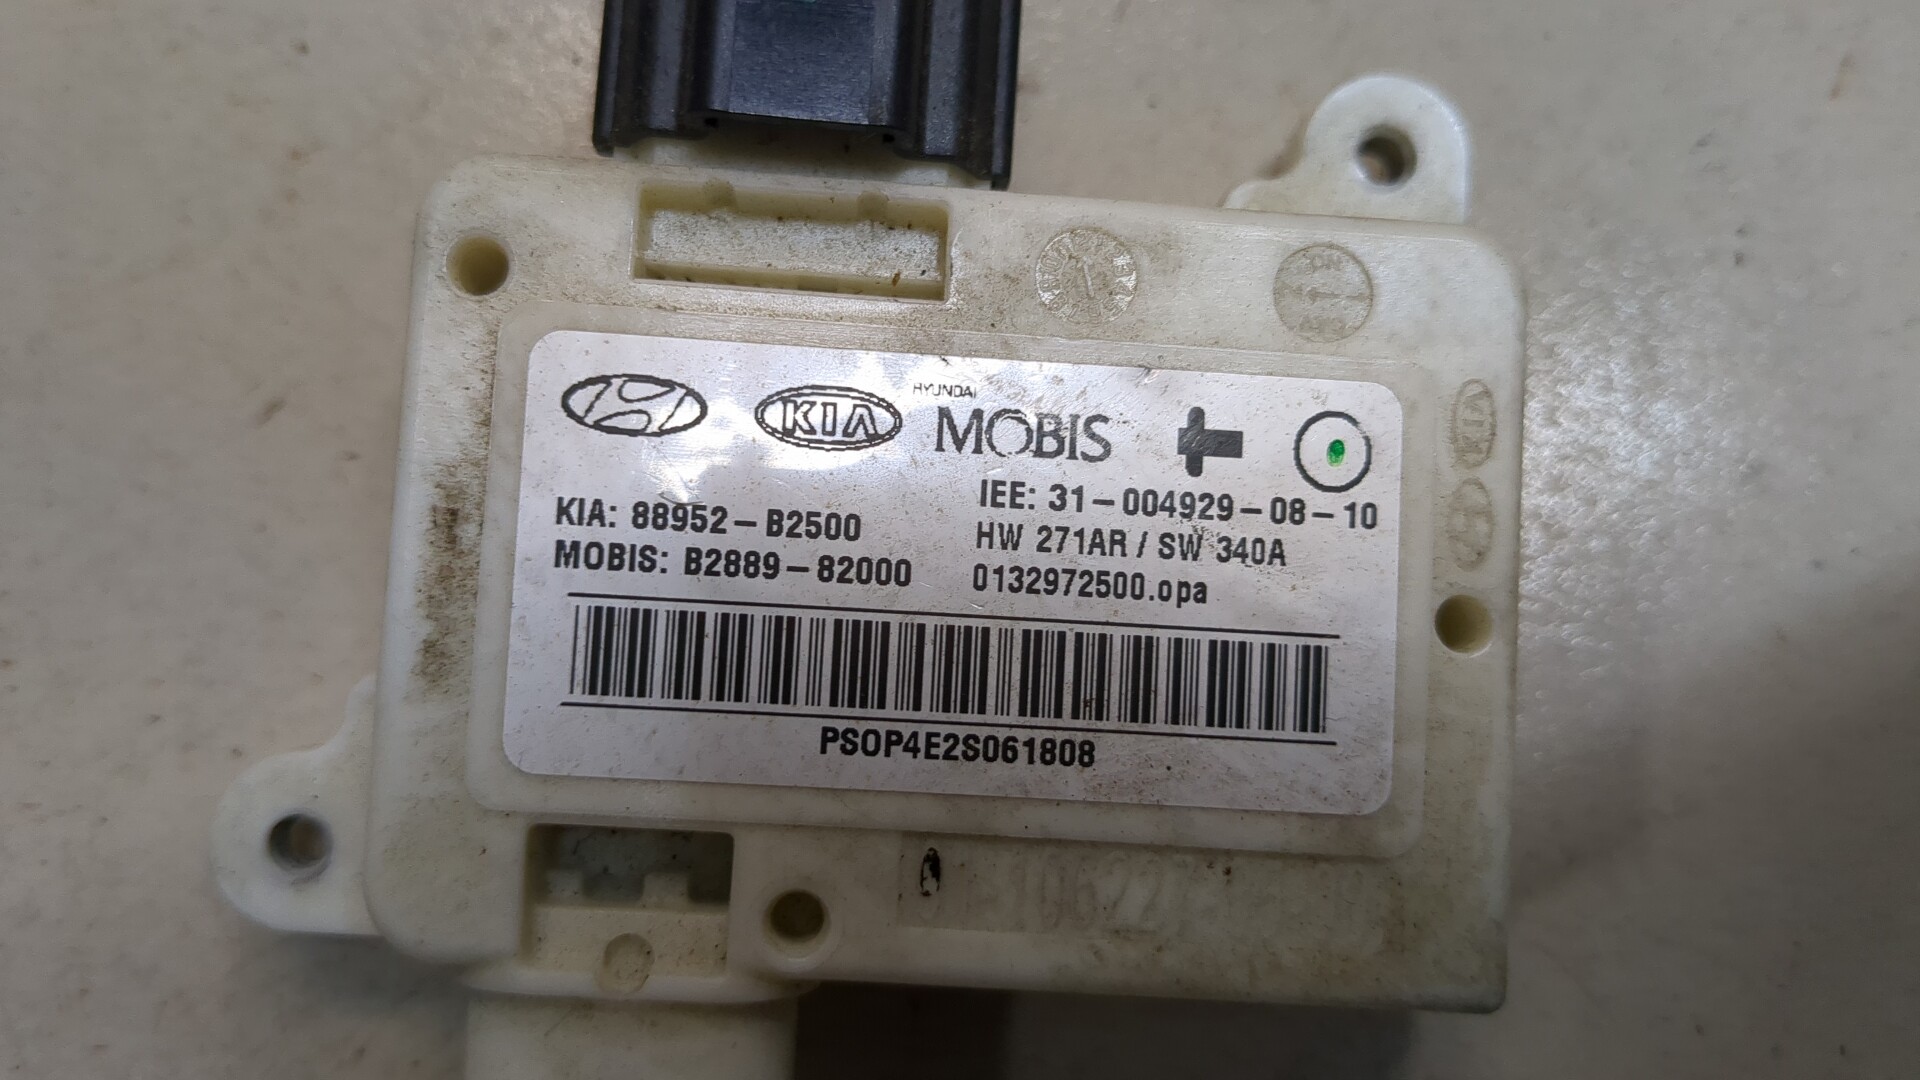 KIA
HYUNDAI
MOBIS
KIA: 88952-B2500
MOBIS: B2889-82000
IEE: 31-004929-08-10
HW 271AR / SW 340A
0132972500.opa
PSOP4E2S061808